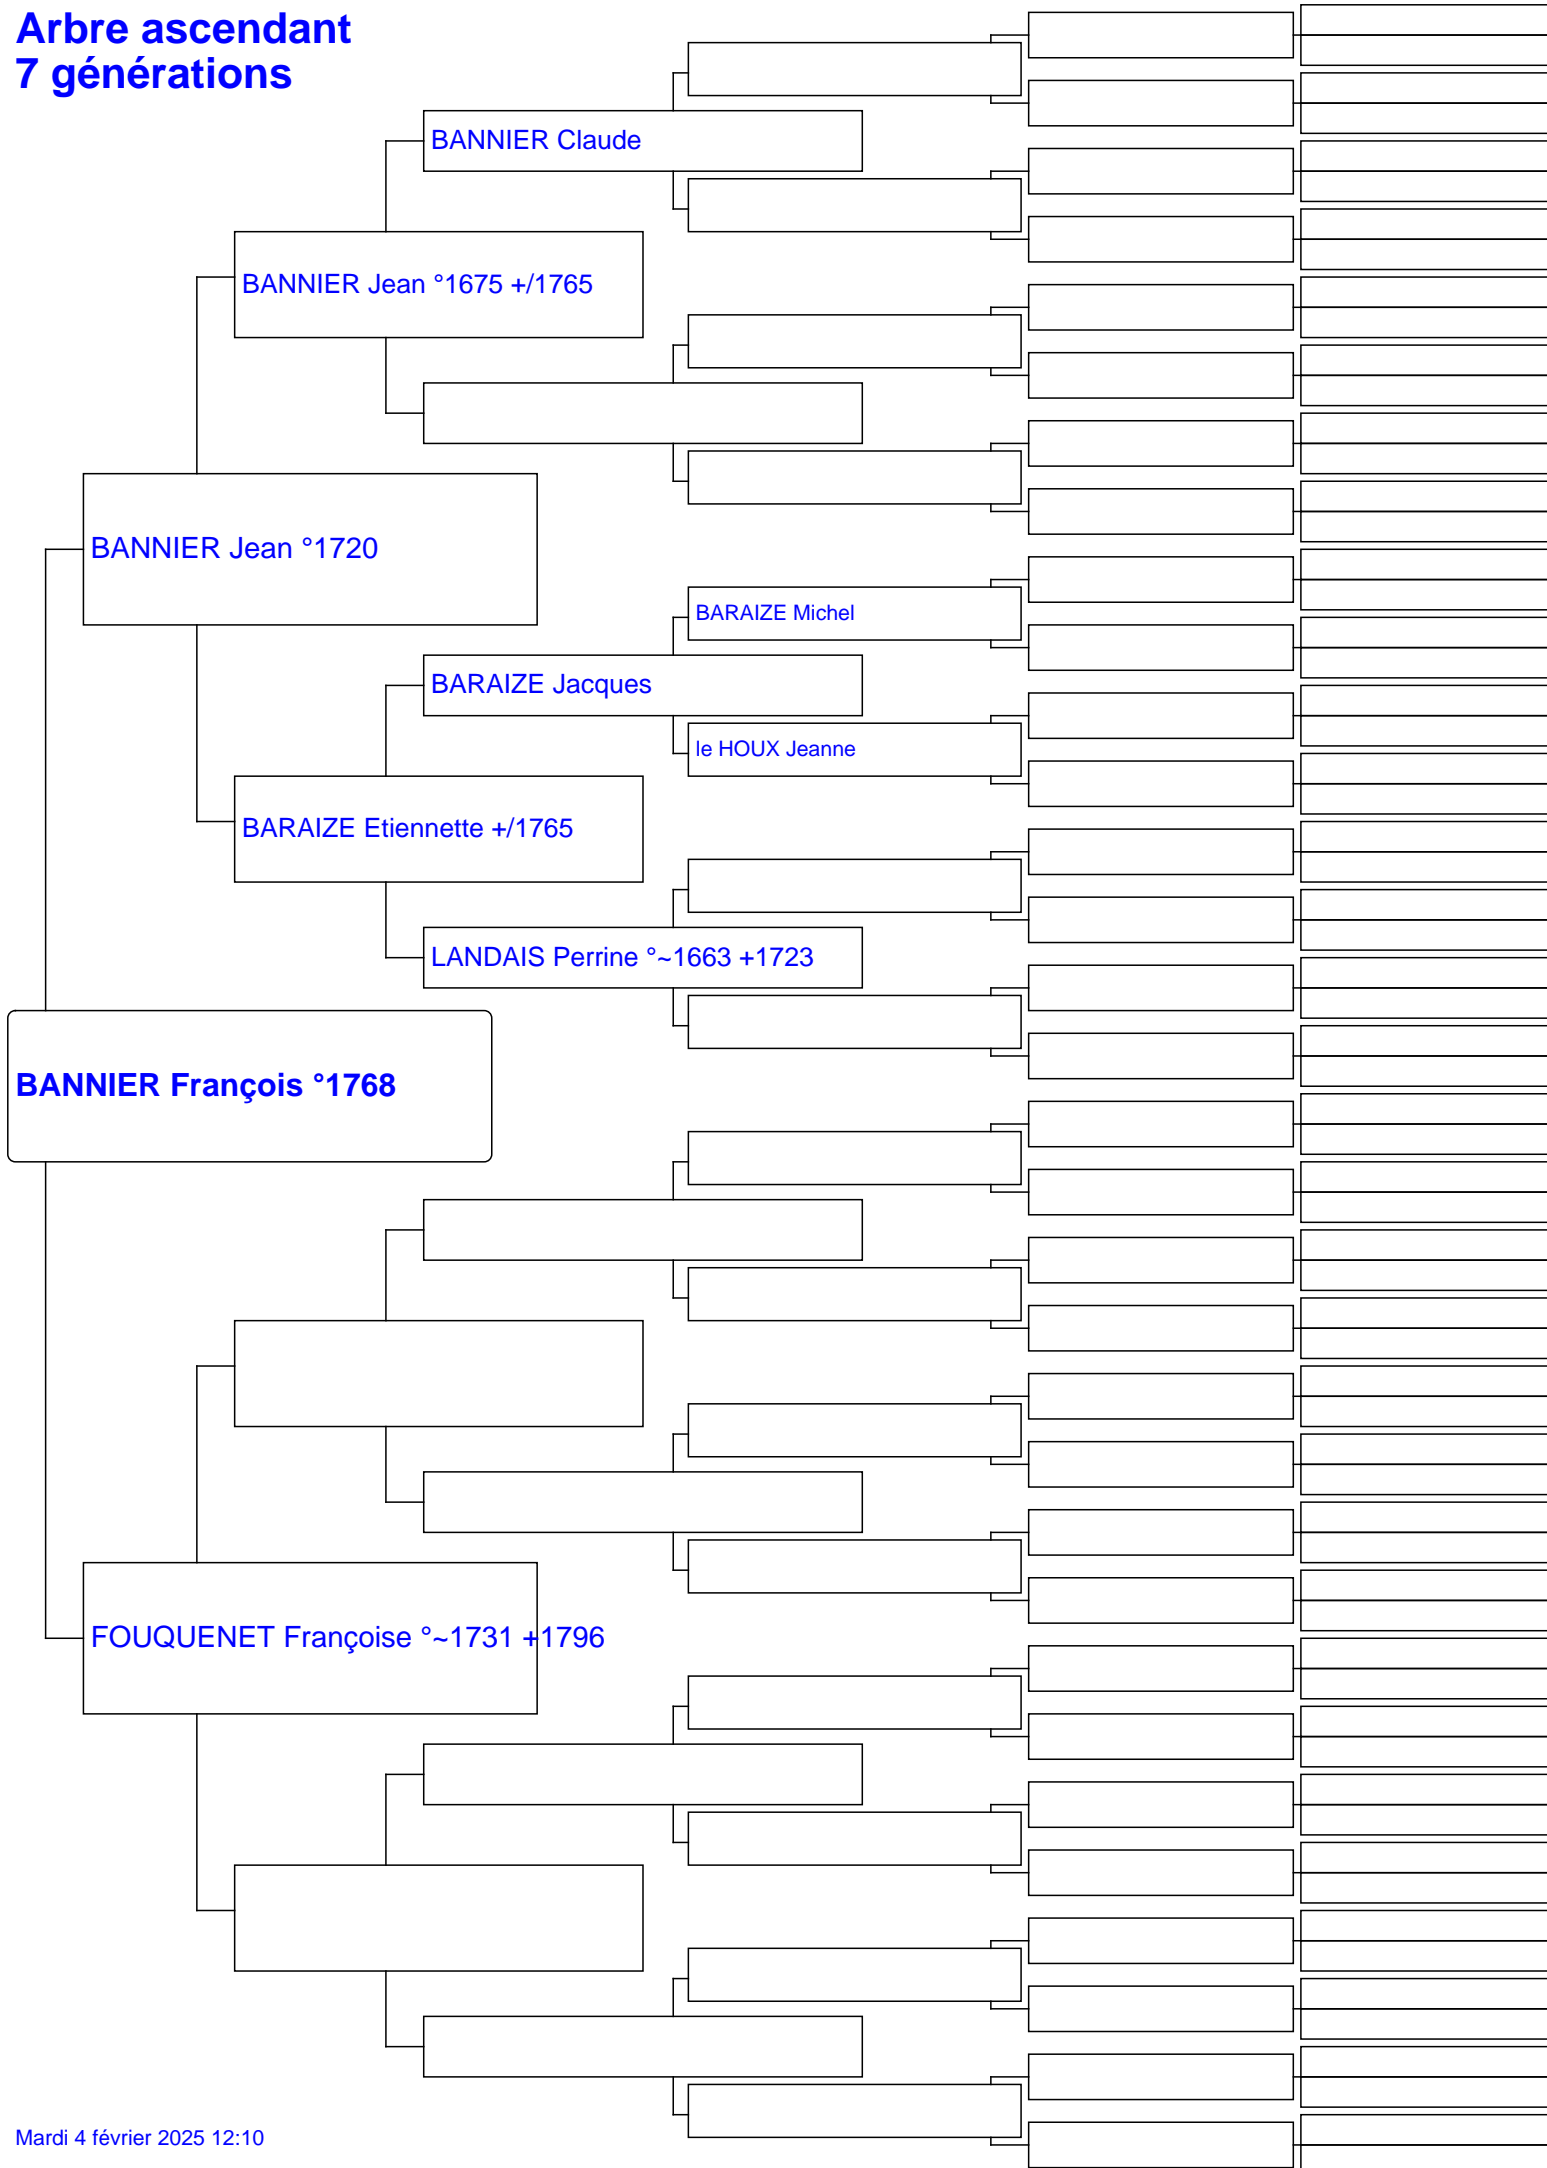 Arbre ascendant
7 générations
BANNIER Claude
BANNIER Jean °1675 +/1765
BANNIER Jean °1720
BARAIZE Michel
BARAIZE Jacques
le HOUX Jeanne
BARAIZE Etiennette +/1765
LANDAIS Perrine °~1663 +1723
BANNIER François °1768
FOUQUENET Françoise °~1731 +1796
Mardi 4 février 2025 12:10